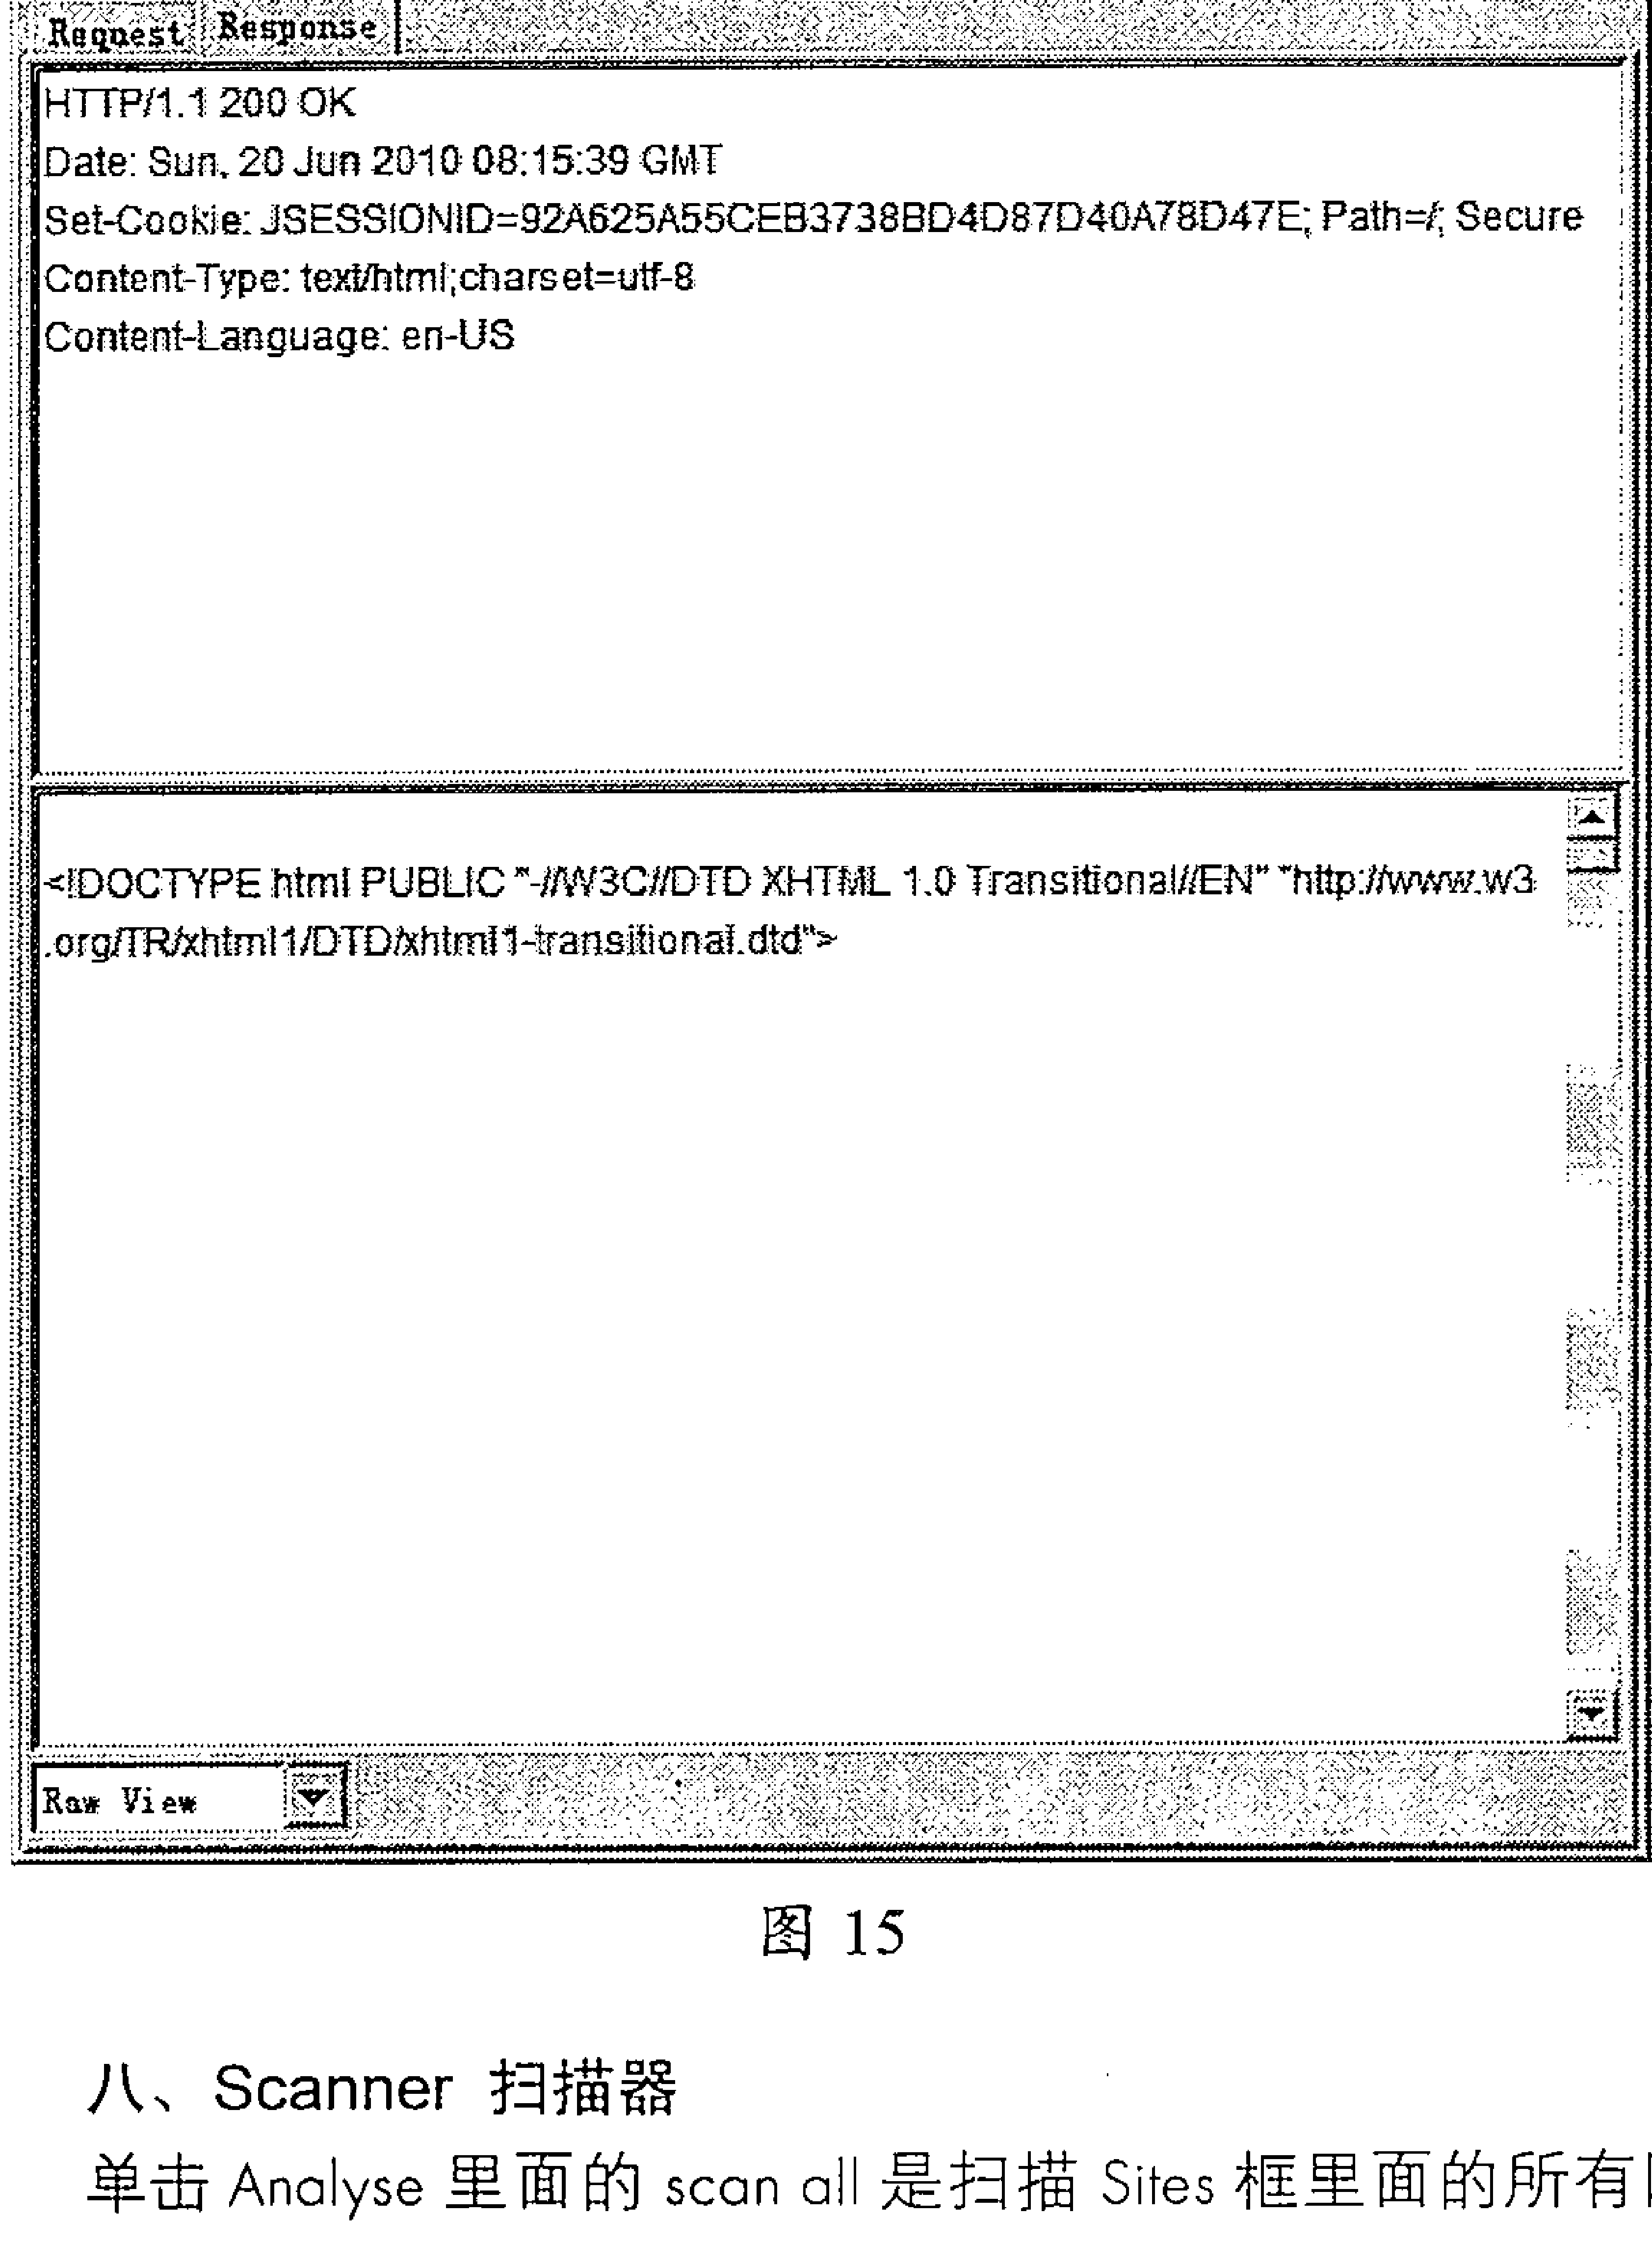 Request Response
HTTP/1.1 200 OK
Date: Sun, 20 Jun 2010 08:15:39 GMT
Set-Cookie: JSESSIONID=92A625A55CEB3738BD4D87D40A78D47E; Path=/; Secure
Content-Type: text/html;charset=utf-8
Content-Language: en-US
<!DOCTYPE html PUBLIC "-//W3C//DTD XHTML 1.0 Transitional//EN" "http://www.w3
.org/TR/xhtml1/DTD/xhtml1-transitional.dtd">
Raw View
图 15
八、Scanner 扫描器
单击 Analyse 里面的 scan all 是扫描 Sites 框里面的所有